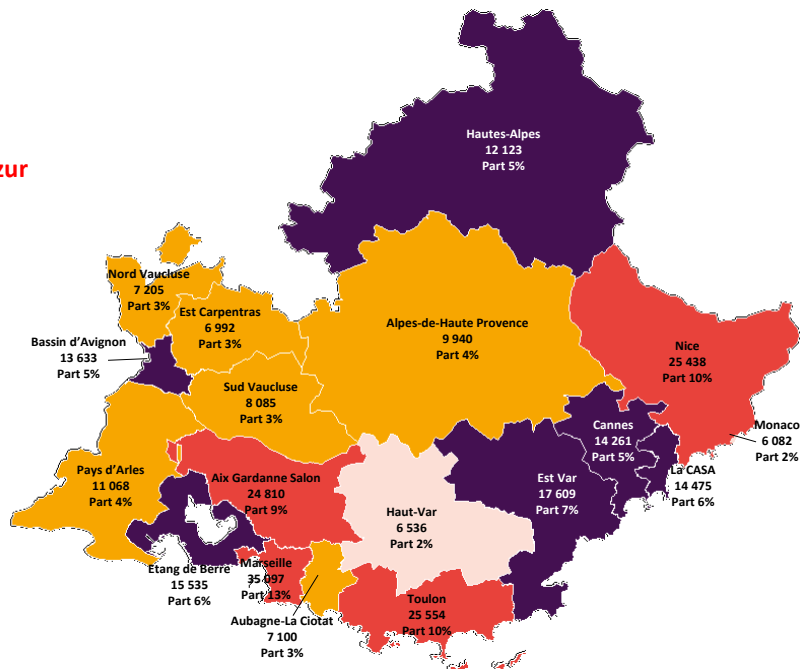 zur
Hautes-Alpes
12 123
Part 5%
Nord Vaucluse
7 205
Part 3%
Est Carpentras
6 992
Part 3%
Alpes-de-Haute Provence
9 940
Part 4%
Nice
25 438
Part 10%
Bassin d'Avignon
13 633
Part 5%
Sud Vaucluse
8 085
Part 3%
Cannes
14 261
Part 5%
Monaco
6 082
Part 2%
La CASA
14 475
Part 6%
Pays d'Arles
11 068
Part 4%
Aix Gardanne Salon
24 810
Part 9%
Est Var
17 609
Part 7%
Haut-Var
6 536
Part 2%
Etang de Berre
15 535
Part 6%
Marseille
35 097
Part 13%
Toulon
25 554
Part 10%
Aubagne-La Ciotat
7 100
Part 3%